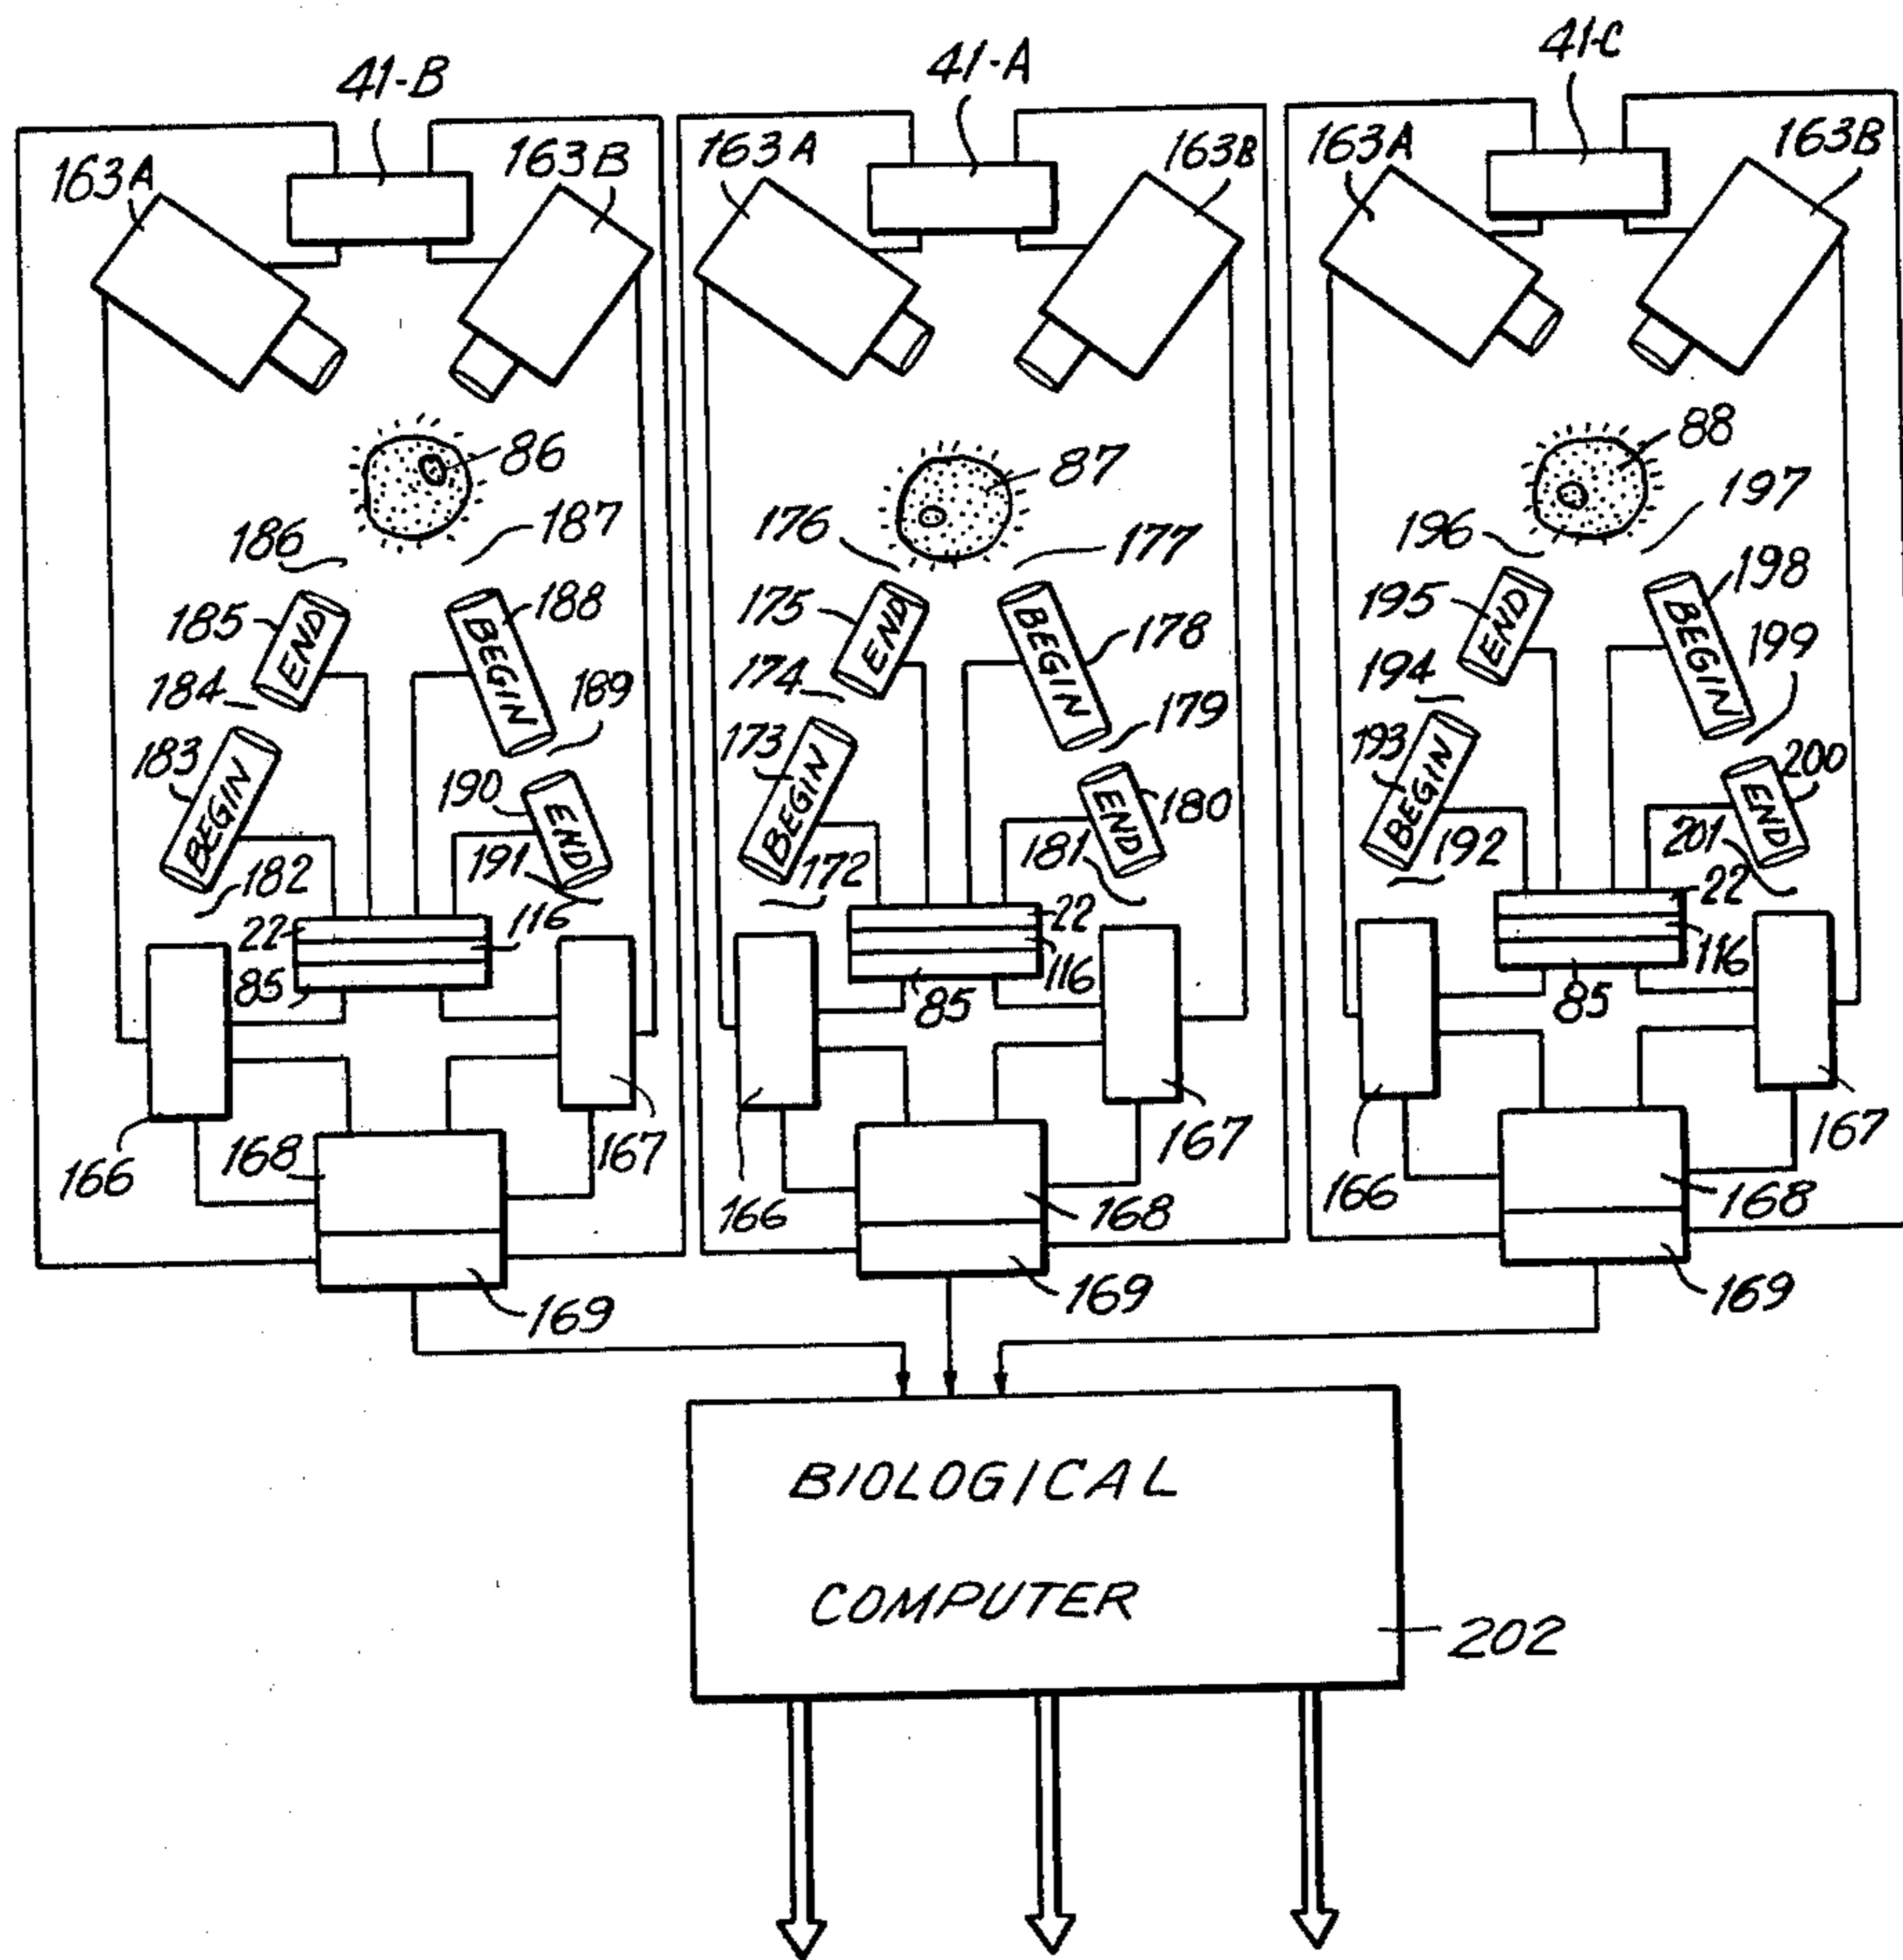 41-B
41-A
41-C
163A
163B
163A
163B
163A
163B
86
87
88
186
187
176
177
196
197
185
END
BEGIN
188
175
END
BEGIN
178
195
END
BEGIN
198
184
189
174
179
194
199
183
BEGIN
190
END
173
BEGIN
END
180
193
BEGIN
END
200
182
191
172
181
192
201
22
116
85
22
116
85
22
116
85
166
168
167
166
168
167
166
168
167
169
169
169
BIOLOGICAL
COMPUTER
202